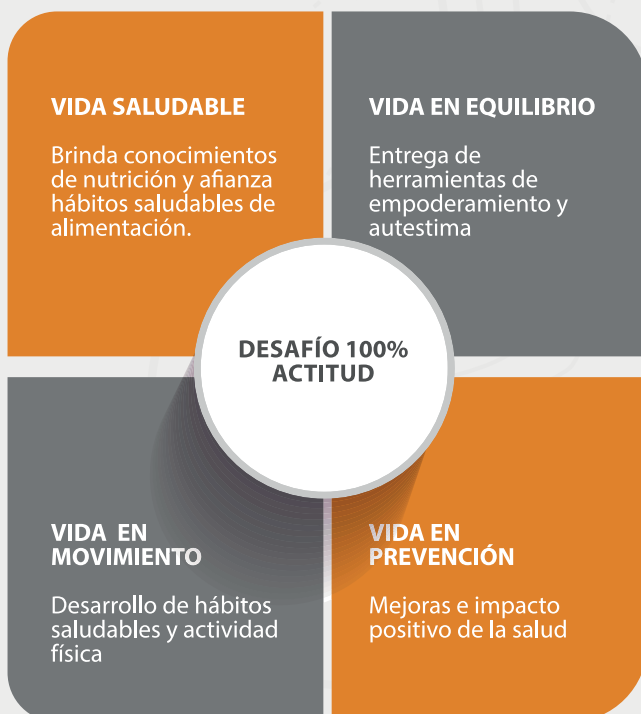 VIDA SALUDABLE
Brinda conocimientos
de nutrición y afianza
hábitos saludables de
alimentación.
VIDA EN EQUILIBRIO
Entrega de
herramientas de
empoderamiento y
autestima
DESAFÍO 100%
ACTITUD
VIDA EN
MOVIMIENTO
Desarrollo de hábitos
saludables y actividad
física
VIDA EN
PREVENCIÓN
Mejoras e impacto
positivo de la salud